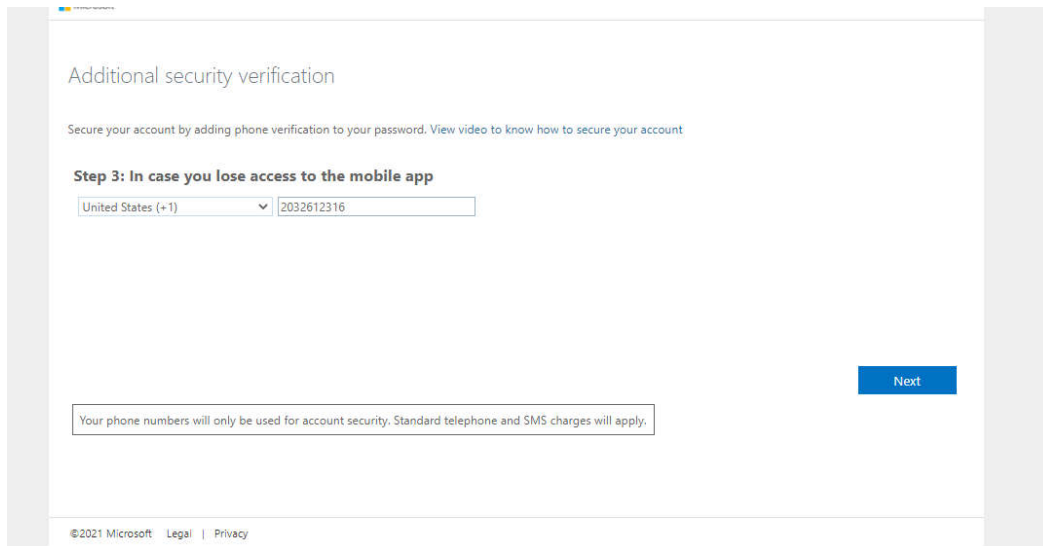 Additional security verification
Secure your account by adding phone verification to your password. View video to know how to secure your account
Step 3: In case you lose access to the mobile app
United States (+1) 2032612316
Next
Your phone numbers will only be used for account security. Standard telephone and SMS charges will apply.
©2021 Microsoft Legal | Privacy